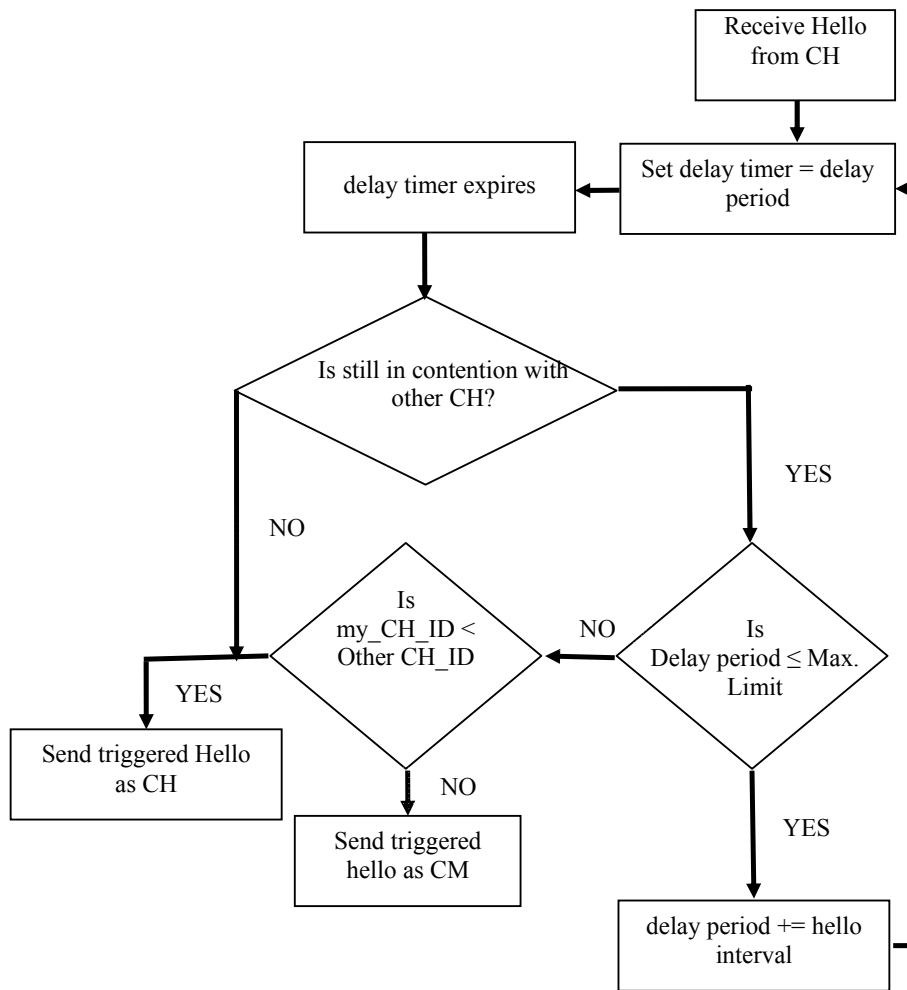 Receive Hello
from CH
delay timer expires
Set delay timer = delay
period
Is still in contention with
other CH?
YES
NO
Is
my_CH_ID <
Other CH_ID
NO
Is
Delay period ≤ Max.
Limit
YES
Send triggered Hello
as CH
NO
Send triggered
hello as CM
YES
delay period += hello
interval